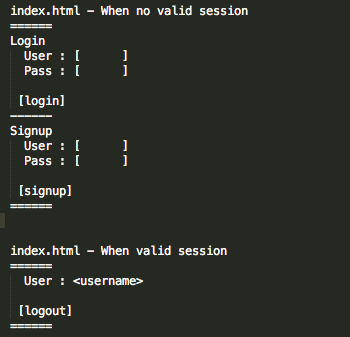 index.html - When no valid session
======
Login
User : [      ]
Pass : [      ]
[login]
------
Signup
User : [      ]
Pass : [      ]
[signup]
======
index.html - When valid session
======
User : <username>
[logout]
======